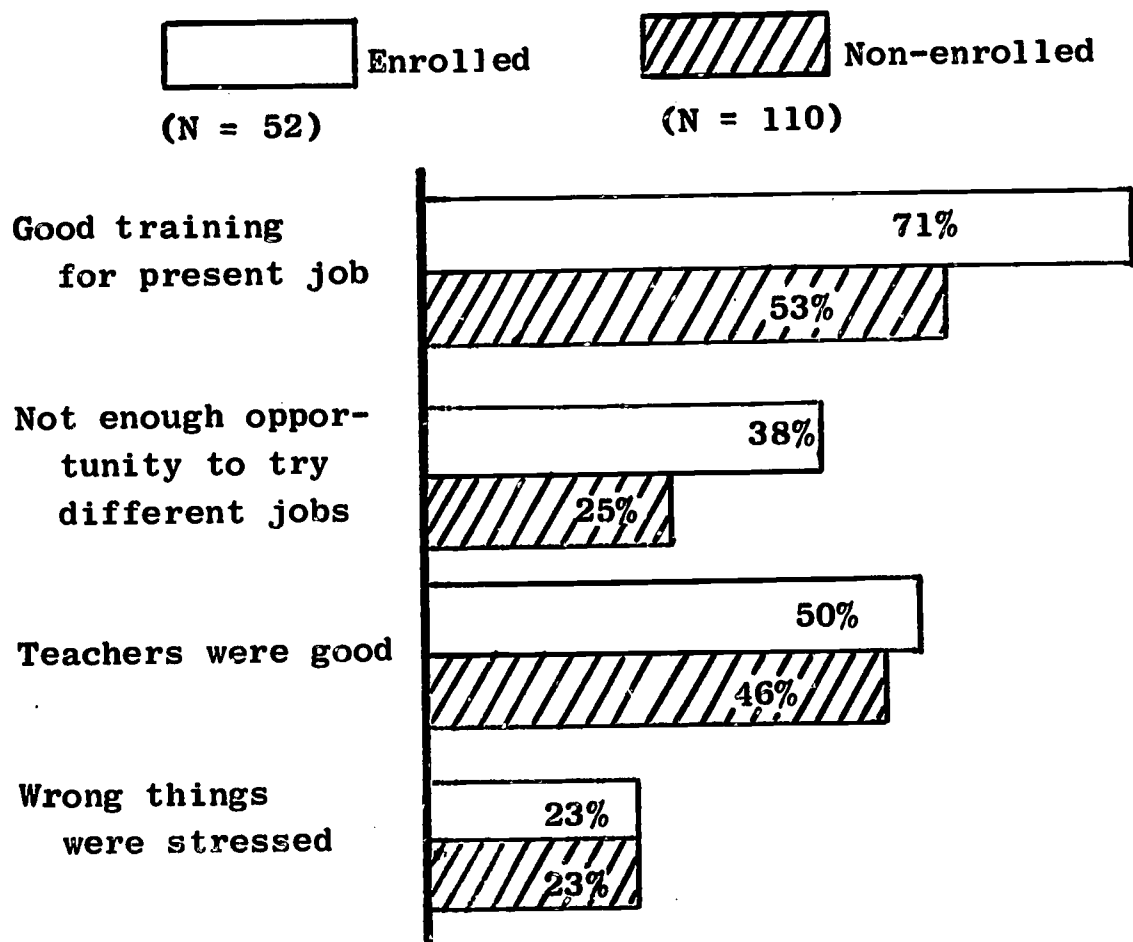 Enrolled
Non-enrolled
(N = 52)
(N = 110)
Good training
for present job
71%
53%
Not enough oppor-
tunity to try
different jobs
38%
25%
Teachers were good
50%
46%
Wrong things
were stressed
23%
23%